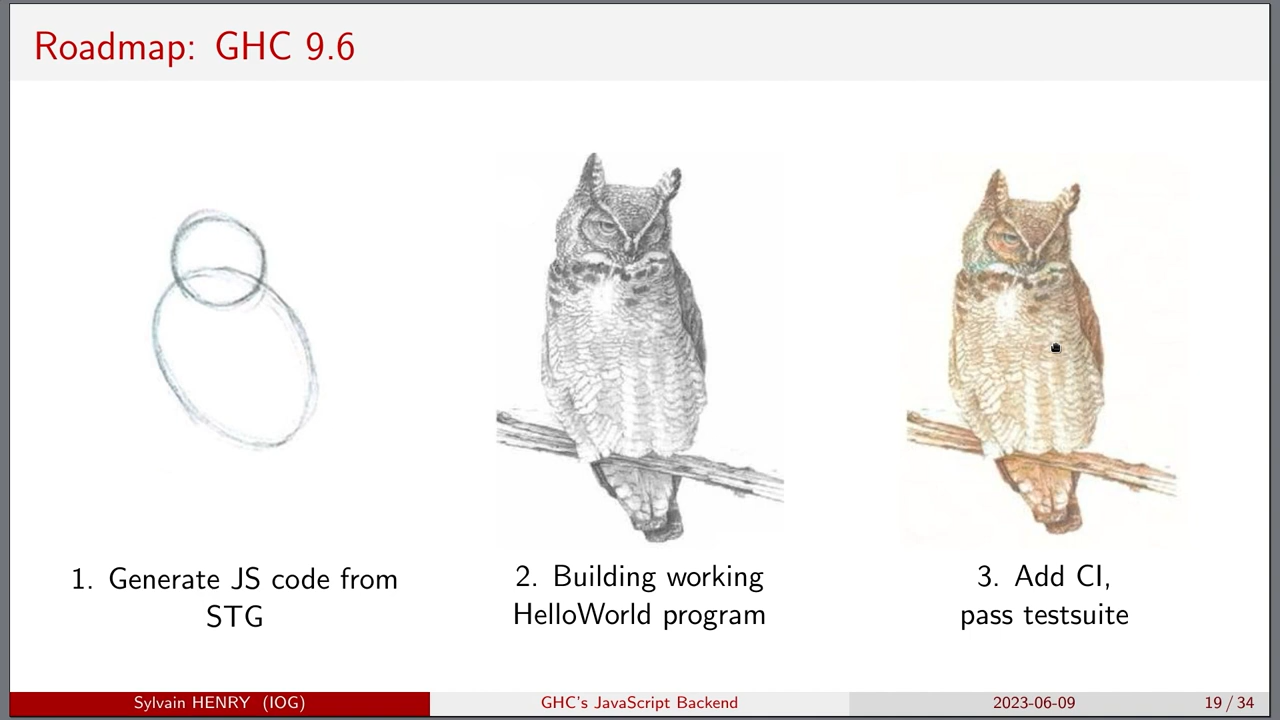 Roadmap: GHC 9.6
1. Generate JS code from
STG
2. Building working
HelloWorld program
3. Add CI,
pass testsuite
Sylvain HENRY (IOG)
GHC's JavaScript Backend
2023-06-09
19 / 34